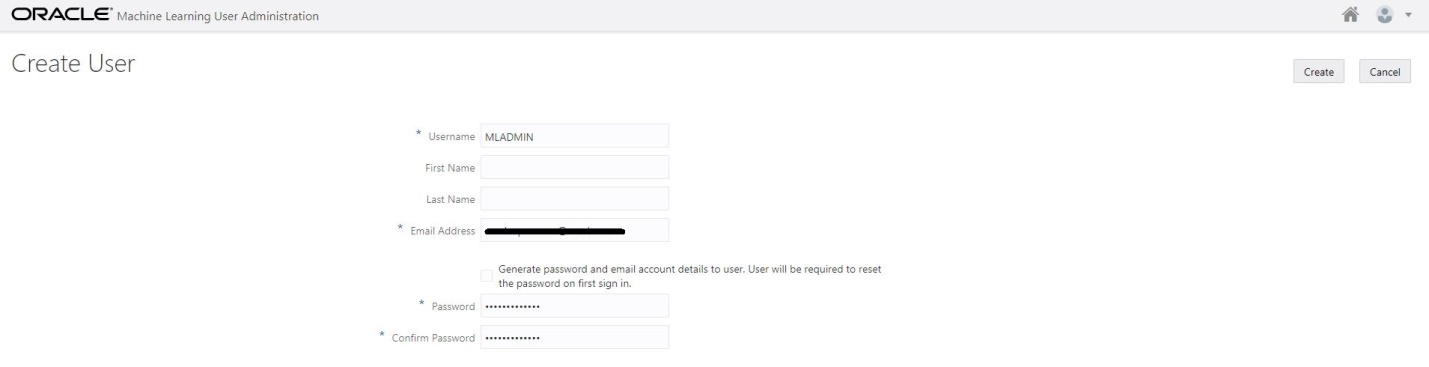 ORACLE® Machine Learning User Administration
Create User
Create Cancel
* Username MLADMIN
First Name
Last Name
* Email Address
Generate password and email account details to user. User will be required to reset
the password on first sign in.
* Password •••••••••••••
* Confirm Password •••••••••••••